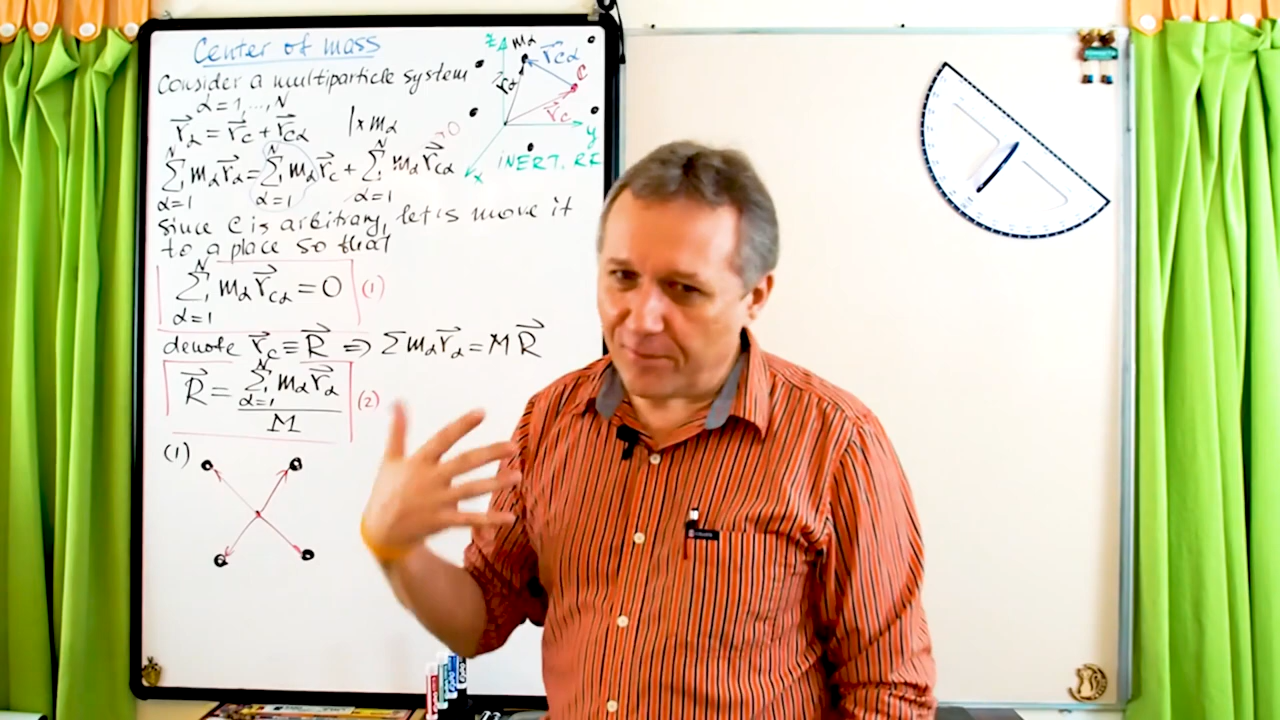 Center of mass
Consider a multiparticle system
α = 1, ..., N
r⃗α = r⃗c + r⃗cα | × mα
N N N → 0
∑ mα r⃗α = ∑ mα r⃗c + ∑ mα r⃗cα
α=1 α=1 α=1
since C is arbitrary, let's move it
to a place so that
N
∑ mα r⃗cα = 0 (1)
α=1
denote r⃗c ≡ R⃗ ⇒ ∑ mα r⃗α = M R⃗
N
R⃗ = ∑ mα r⃗α (2)
α=1
M
(1)
z mα r⃗cα
r⃗α C
r⃗c
y
INERT. RF
x